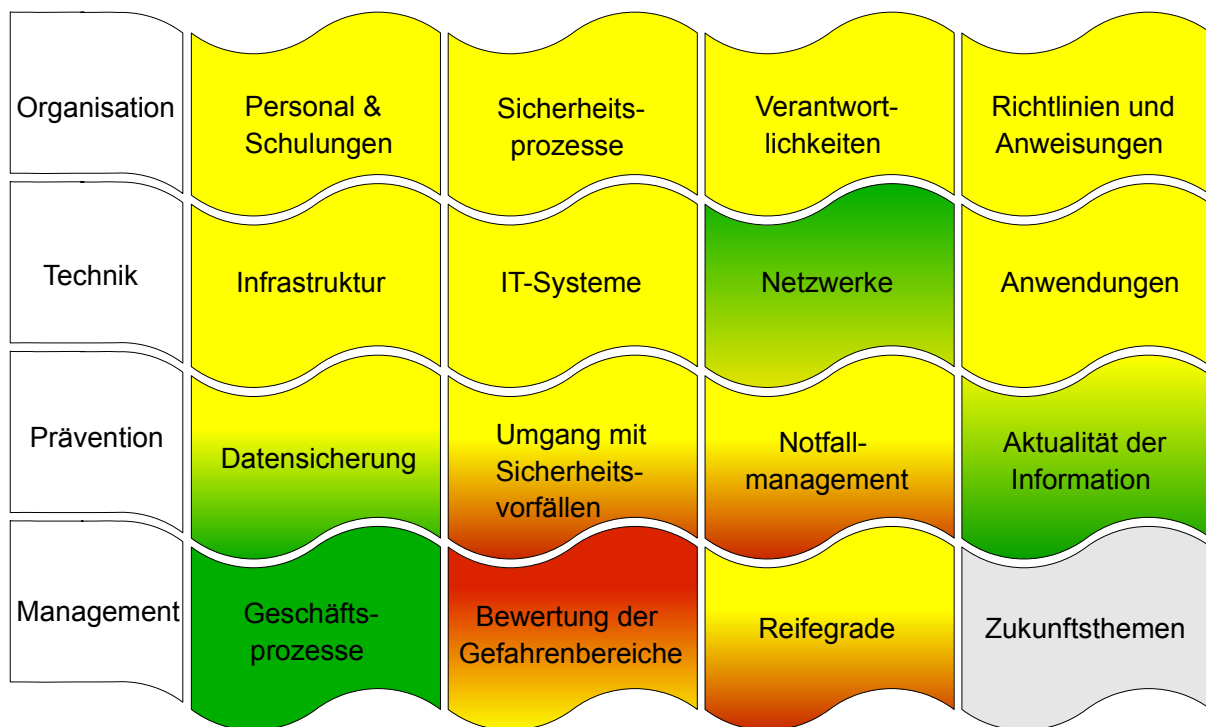 Organisation
Personal &
Schulungen
Sicherheits-
prozesse
Verantwort-
lichkeiten
Richtlinien und
Anweisungen
Technik
Infrastruktur
IT-Systeme
Netzwerke
Anwendungen
Prävention
Datensicherung
Umgang mit
Sicherheits-
vorfällen
Notfall-
management
Aktualität der
Information
Management
Geschäfts-
prozesse
Bewertung der
Gefahrenbereiche
Reifegrade
Zukunftsthemen